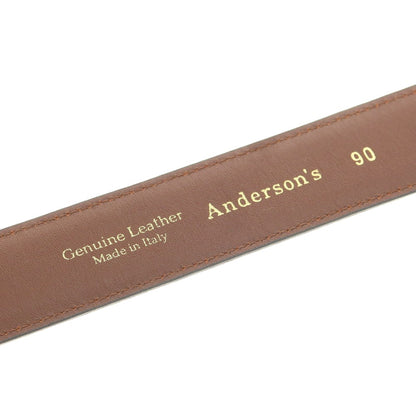 Genuine Leather
Made in Italy
Anderson's
90